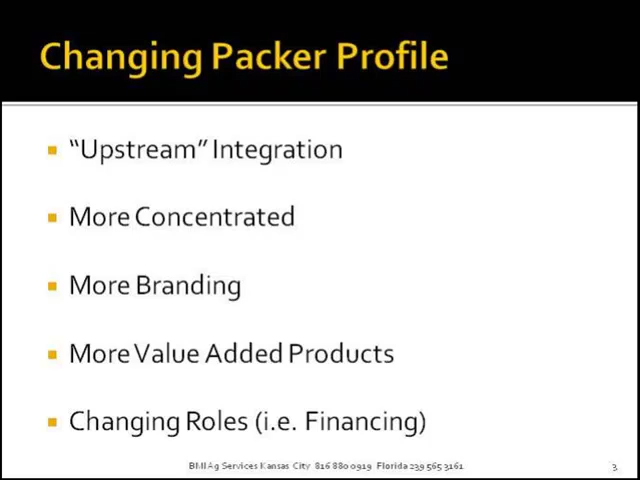 Changing Packer Profile
“Upstream” Integration
More Concentrated
More Branding
More Value Added Products
Changing Roles (i.e. Financing)
BMI Ag Services Kansas City 816 880 0919 Florida 239 565 3161
3